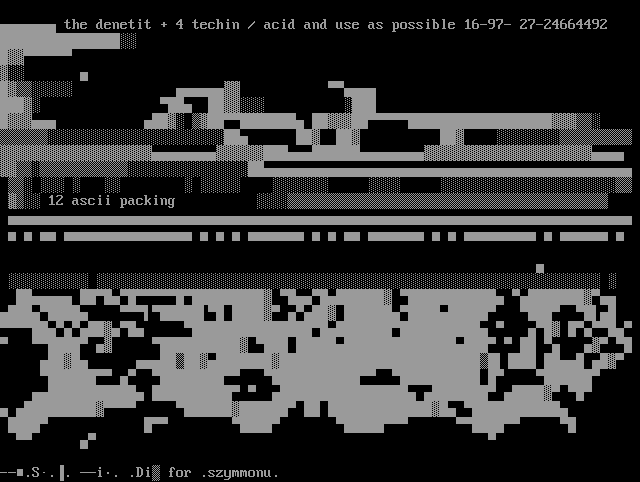 the denetit + 4 techin / acid and use as possible 16-97- 27-24664492
12 ascii packing
--■.S·.▐. --i·. .Di▒ for .szymmonu.